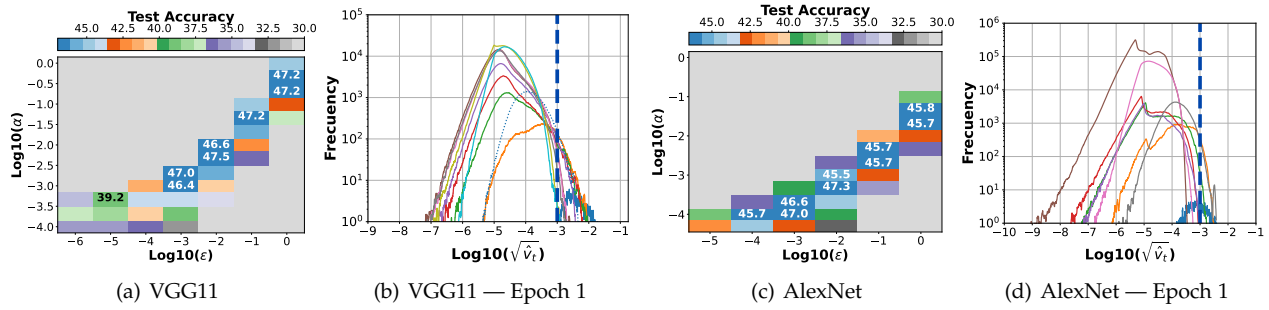 Test Accuracy
45.0 42.5 40.0 37.5 35.0 32.5 30.0
0.0
−0.5
−1.0
−1.5
−2.0
−2.5
−3.0
−3.5
−4.0
Log10(α)
47.2
47.2
47.2
46.6
47.5
47.0
46.4
39.2
−6 −5 −4 −3 −2 −1 0
Log10(ε)
(a) VGG11
Frecuency
10^5
10^4
10^3
10^2
10^1
10^0
−8 −7 −6 −5 −4 −3 −2 −1
Log10(√v̂_t)
(b) VGG11 — Epoch 1
Test Accuracy
45.0 42.5 40.0 37.5 35.0 32.5 30.0
0
−1
−2
−3
−4
Log10(α)
45.8
45.7
45.7
45.7
45.5
47.3
46.6
45.7 47.0
−5 −4 −3 −2 −1 0
Log10(ε)
(c) AlexNet
Frecuency
10^6
10^5
10^4
10^3
10^2
10^1
10^0
−10 −9 −8 −7 −6 −5 −4 −3 −2 −1
Log10(√v̂_t)
(d) AlexNet — Epoch 1